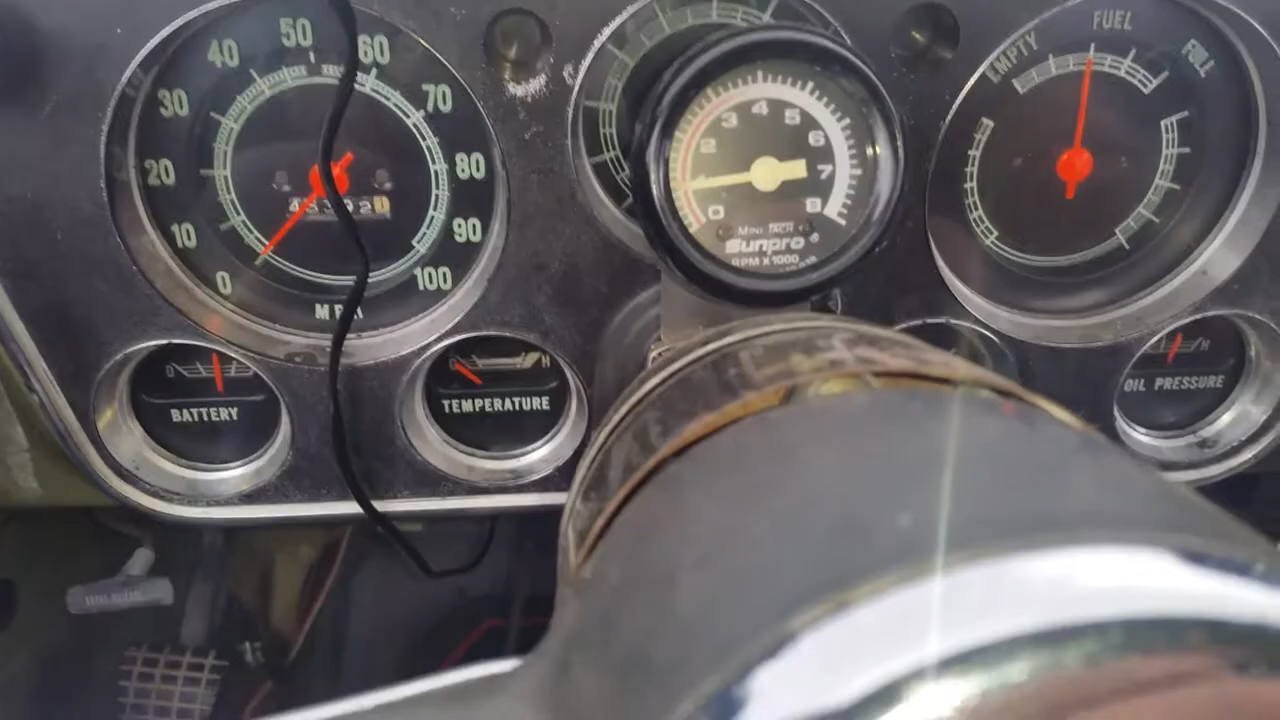 50
40
60
30
70
20
80
10
90
0
100
MPH
BATTERY
H
TEMPERATURE
3
4
5
2
6
7
0
8
MINI TACH
Sunpro
RPM X 1000
EMPTY
FUEL
FULL
H
OIL PRESSURE